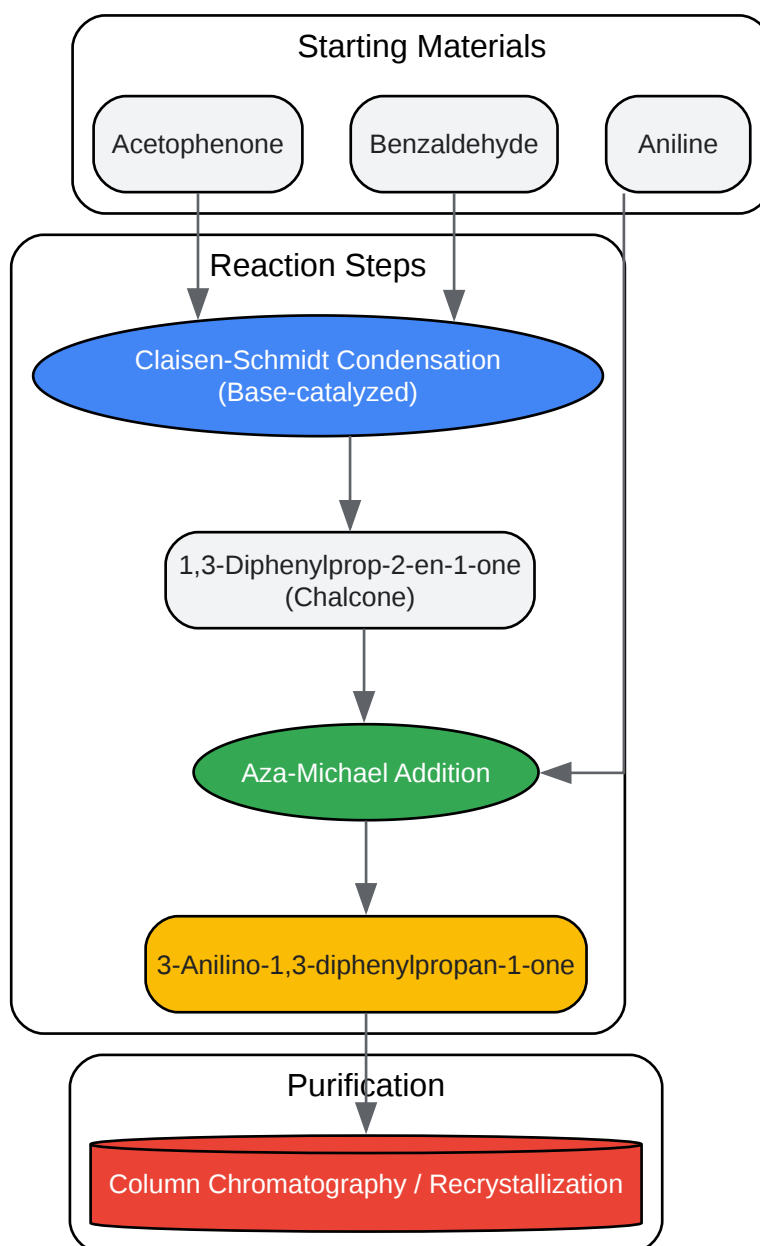 Starting Materials
Acetophenone
Benzaldehyde
Aniline
Reaction Steps
Claisen-Schmidt Condensation
(Base-catalyzed)
1,3-Diphenylprop-2-en-1-one
(Chalcone)
Aza-Michael Addition
3-Anilino-1,3-diphenylpropan-1-one
Purification
Column Chromatography / Recrystallization